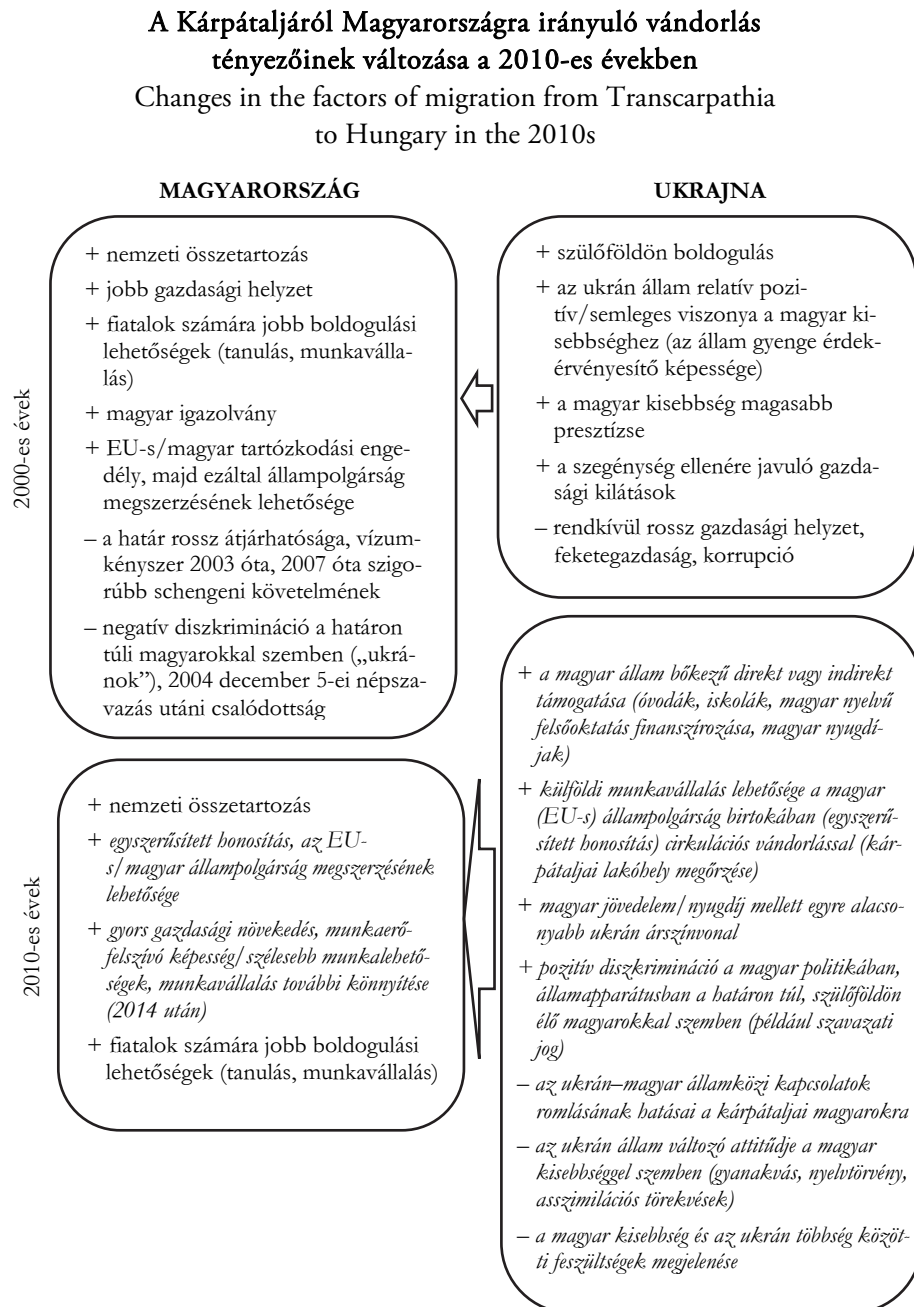 A Kárpátaljáról Magyarországra irányuló vándorlás
tényezőinek változása a 2010-es években
Changes in the factors of migration from Transcarpathia
to Hungary in the 2010s
MAGYARORSZÁG
2000-es évek
+ nemzeti összetartozás
+ jobb gazdasági helyzet
+ fiatalok számára jobb boldogulási
lehetőségek (tanulás, munkaválla-
lás)
+ magyar igazolvány
+ EU-s/magyar tartózkodási enge-
dély, majd ezáltal állampolgárság
megszerzésének lehetősége
– a határ rossz átjárhatósága, vízum-
kényszer 2003 óta, 2007 óta szigo-
rúbb schengeni követelmének
– negatív diszkrimináció a határon
túli magyarokkal szemben („ukrá-
nok”), 2004 december 5-ei népsza-
vazás utáni csalódottság
UKRAJNA
+ szülőföldön boldogulás
+ az ukrán állam relatív pozi-
tív/semleges viszonya a magyar ki-
sebbséghez (az állam gyenge érdek-
érvényesítő képessége)
+ a magyar kisebbség magasabb
presztízse
+ a szegénység ellenére javuló gazda-
sági kilátások
– rendkívül rossz gazdasági helyzet,
feketegazdaság, korrupció
2010-es évek
+ nemzeti összetartozás
+ egyszerűsített honosítás, az EU-
s/magyar állampolgárság megszerzésének
lehetősége
+ gyors gazdasági növekedés, munkaerő-
felszívó képesség/szélesebb munkalehető-
ségek, munkavállalás további könnyítése
(2014 után)
+ fiatalok számára jobb boldogulási
lehetőségek (tanulás, munkavállalás)
+ a magyar állam bőkezű direkt vagy indirekt
támogatása (óvodák, iskolák, magyar nyelvű
felsőoktatás finanszírozása, magyar nyugdí-
jak)
+ külföldi munkavállalás lehetősége a magyar
(EU-s) állampolgárság birtokában (egyszerű-
sített honosítás) cirkulációs vándorlással (kár-
pátaljai lakóhely megőrzése)
+ magyar jövedelem/nyugdíj mellett egyre alacso-
nyabb ukrán árszínvonal
+ pozitív diszkrimináció a magyar politikában,
államapparátusban a határon túl, szülőföldön
élő magyarokkal szemben (például szavazati
jog)
– az ukrán–magyar államközi kapcsolatok
romlásának hatásai a kárpátaljai magyarokra
– az ukrán állam változó attitűdje a magyar
kisebbséggel szemben (gyanakvás, nyelvtörvény,
asszimilációs törekvések)
– a magyar kisebbség és az ukrán többség közöt-
ti feszültségek megjelenése